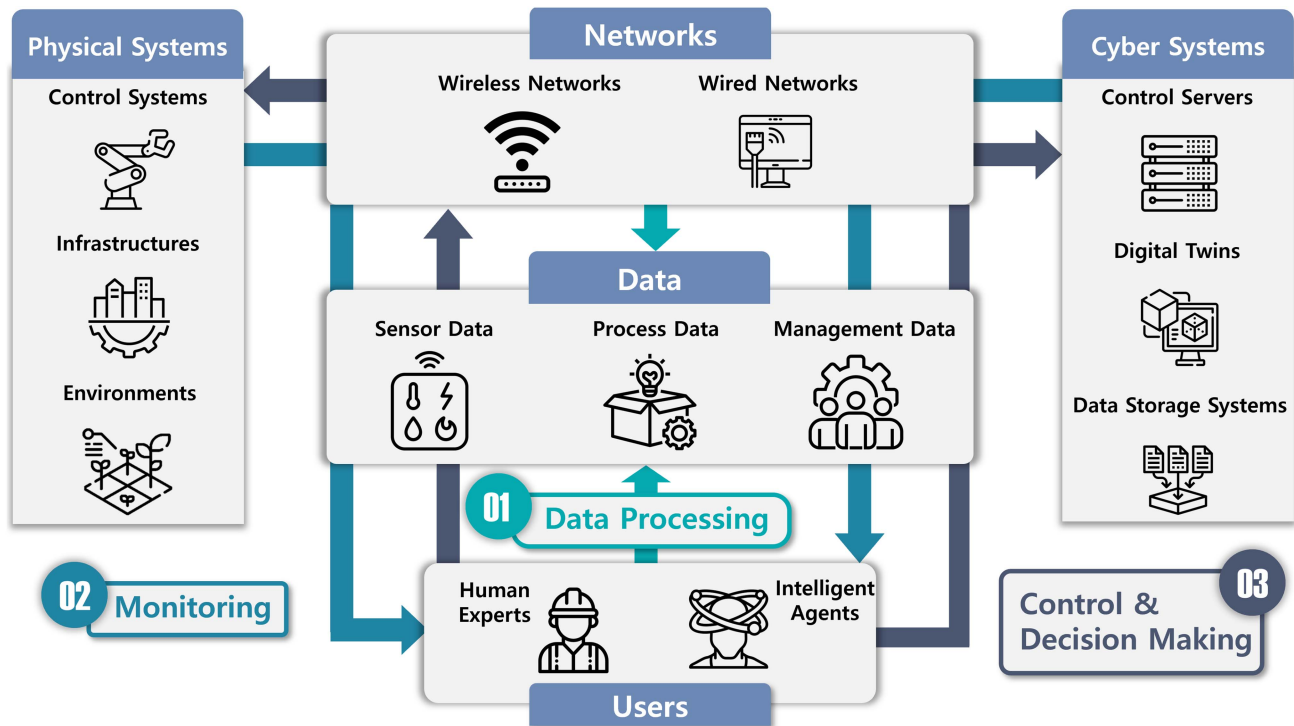 Physical Systems
Control Systems
Infrastructures
Environments
Networks
Wireless Networks
Wired Networks
Data
Sensor Data
Process Data
Management Data
01
Data Processing
Human
Experts
Intelligent
Agents
Users
Cyber Systems
Control Servers
Digital Twins
Data Storage Systems
02
Monitoring
03
Control &
Decision Making